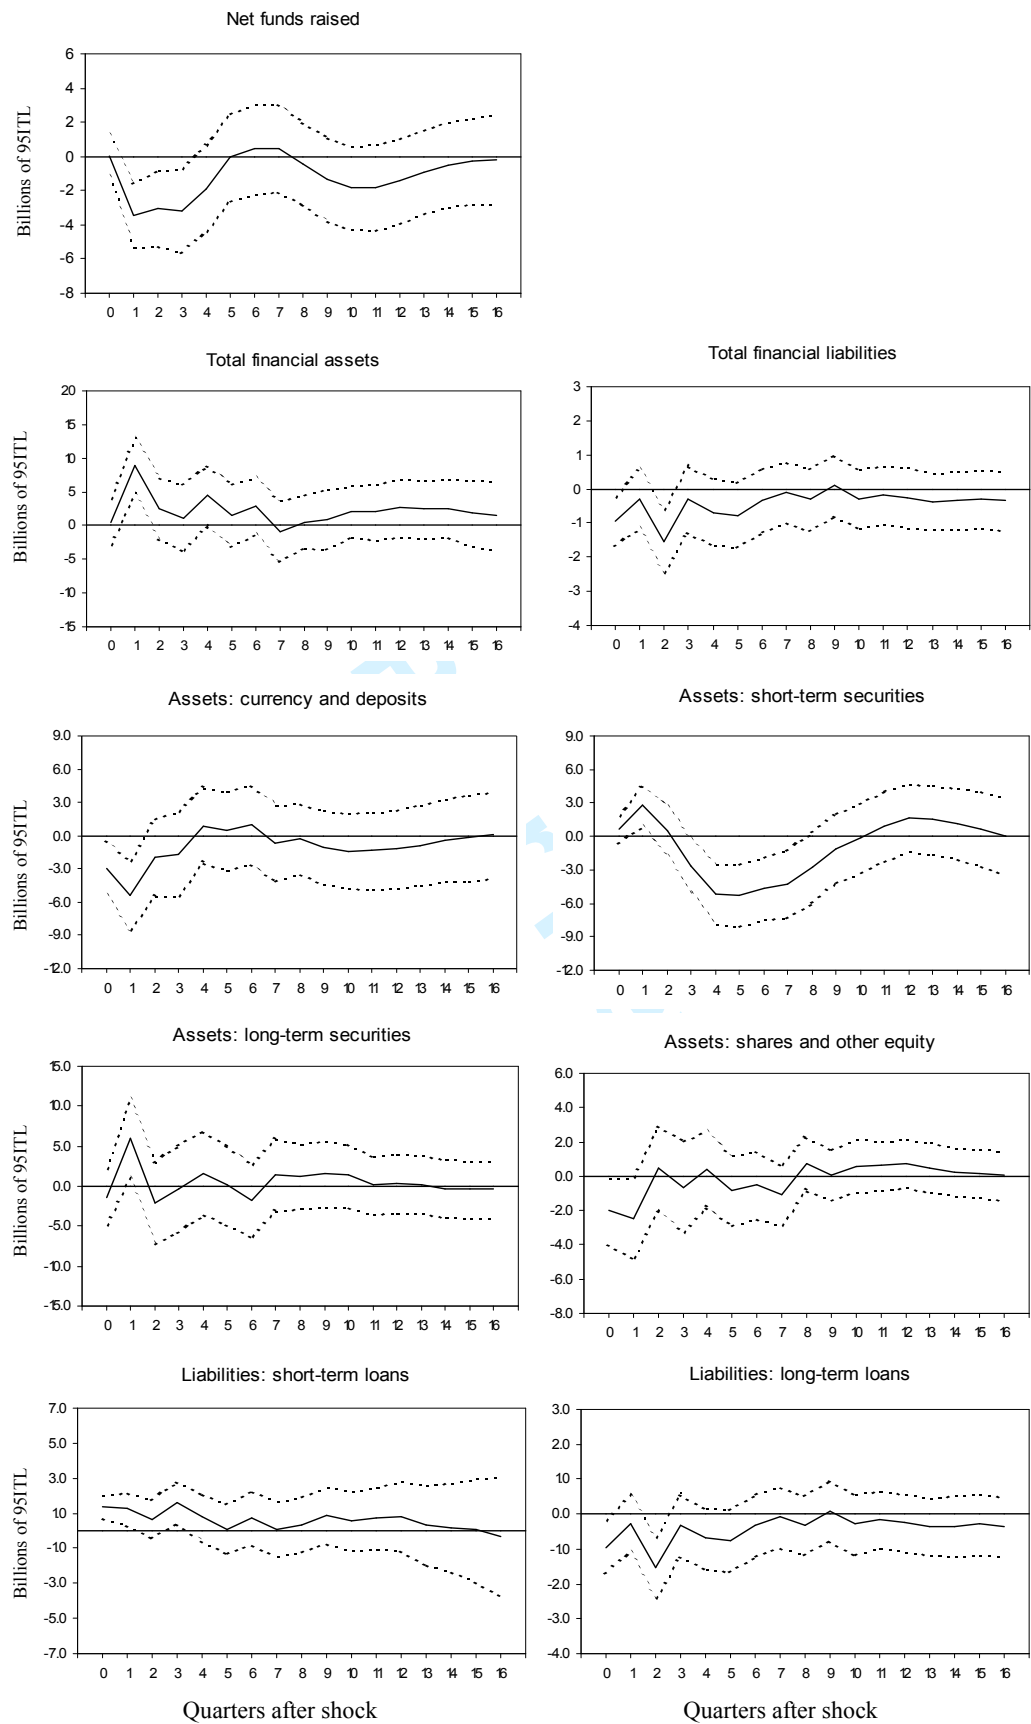 Net funds raised
Billions of 95ITL
6
4
2
0
-2
-4
-6
-8
0 1 2 3 4 5 6 7 8 9 10 11 12 13 14 15 16
Total financial assets
Billions of 95ITL
20
15
10
5
0
-5
-10
-15
0 1 2 3 4 5 6 7 8 9 10 11 12 13 14 15 16
Total financial liabilities
3
2
1
0
-1
-2
-3
-4
0 1 2 3 4 5 6 7 8 9 10 11 12 13 14 15 16
Assets: currency and deposits
Billions of 95ITL
9.0
6.0
3.0
0.0
-3.0
-6.0
-9.0
-12.0
0 1 2 3 4 5 6 7 8 9 10 11 12 13 14 15 16
Assets: short-term securities
9.0
6.0
3.0
0.0
-3.0
-6.0
-9.0
-12.0
0 1 2 3 4 5 6 7 8 9 10 11 12 13 14 15 16
Assets: long-term securities
Billions of 95ITL
15.0
10.0
5.0
0.0
-5.0
-10.0
-15.0
0 1 2 3 4 5 6 7 8 9 10 11 12 13 14 15 16
Assets: shares and other equity
6.0
4.0
2.0
0.0
-2.0
-4.0
-6.0
-8.0
0 1 2 3 4 5 6 7 8 9 10 11 12 13 14 15 16
Liabilities: short-term loans
Billions of 95ITL
7.0
5.0
3.0
1.0
-1.0
-3.0
-5.0
-7.0
0 1 2 3 4 5 6 7 8 9 10 11 12 13 14 15 16
Quarters after shock
Liabilities: long-term loans
3.0
2.0
1.0
0.0
-1.0
-2.0
-3.0
-4.0
0 1 2 3 4 5 6 7 8 9 10 11 12 13 14 15 16
Quarters after shock